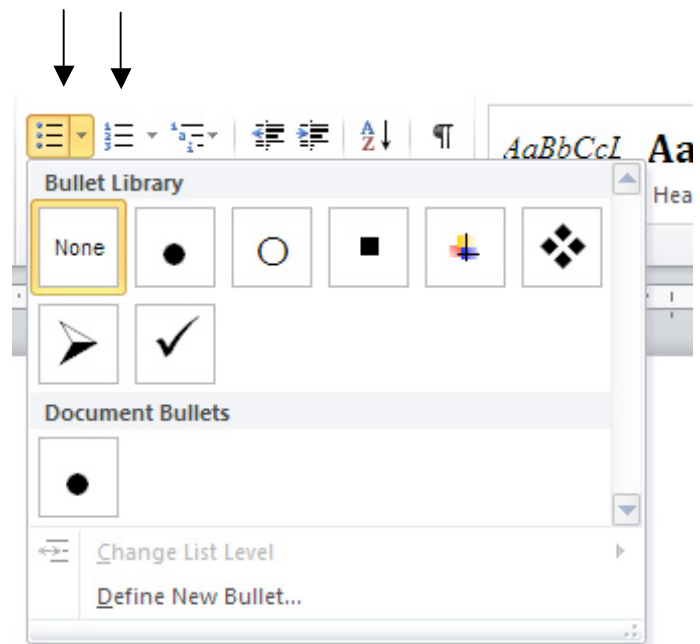 AaBbCcI Aa
Bullet Library
Hea
None
Document Bullets
Change List Level
Define New Bullet...